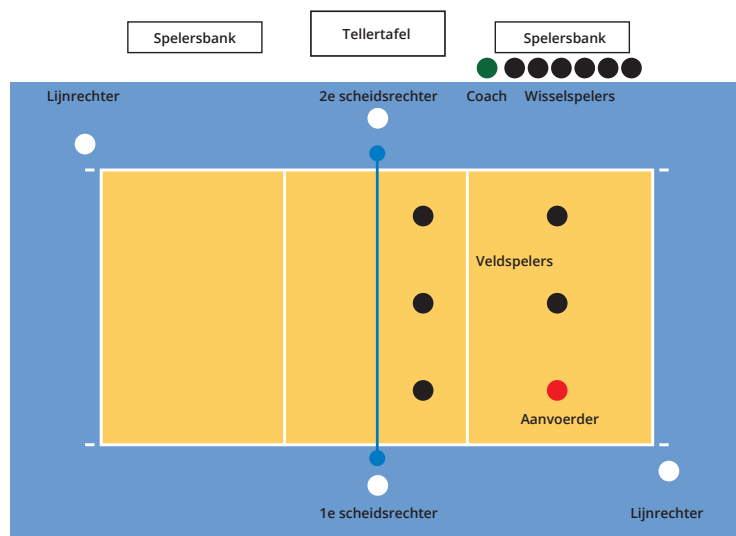 Spelersbank
Tellertafel
Spelersbank
Lijnrechter
2e scheidsrechter
Coach
Wisselspelers
Veldspelers
Aanvoerder
1e scheidsrechter
Lijnrechter